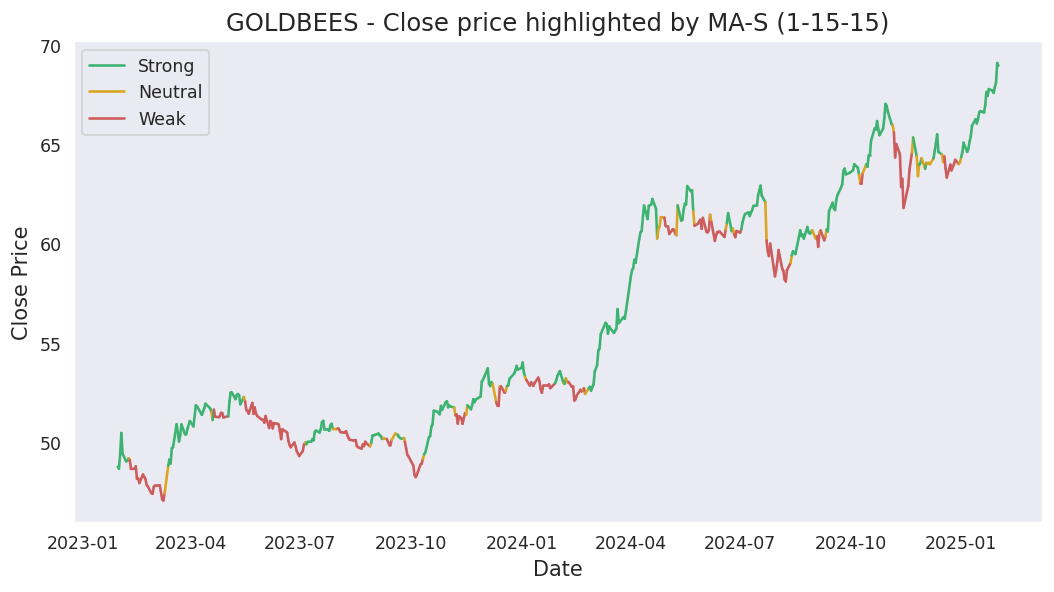 GOLDBEES - Close price highlighted by MA-S (1-15-15)
Strong
Neutral
Weak
70
65
60
55
50
Close Price
2023-01 2023-04 2023-07 2023-10 2024-01 2024-04 2024-07 2024-10 2025-01
Date